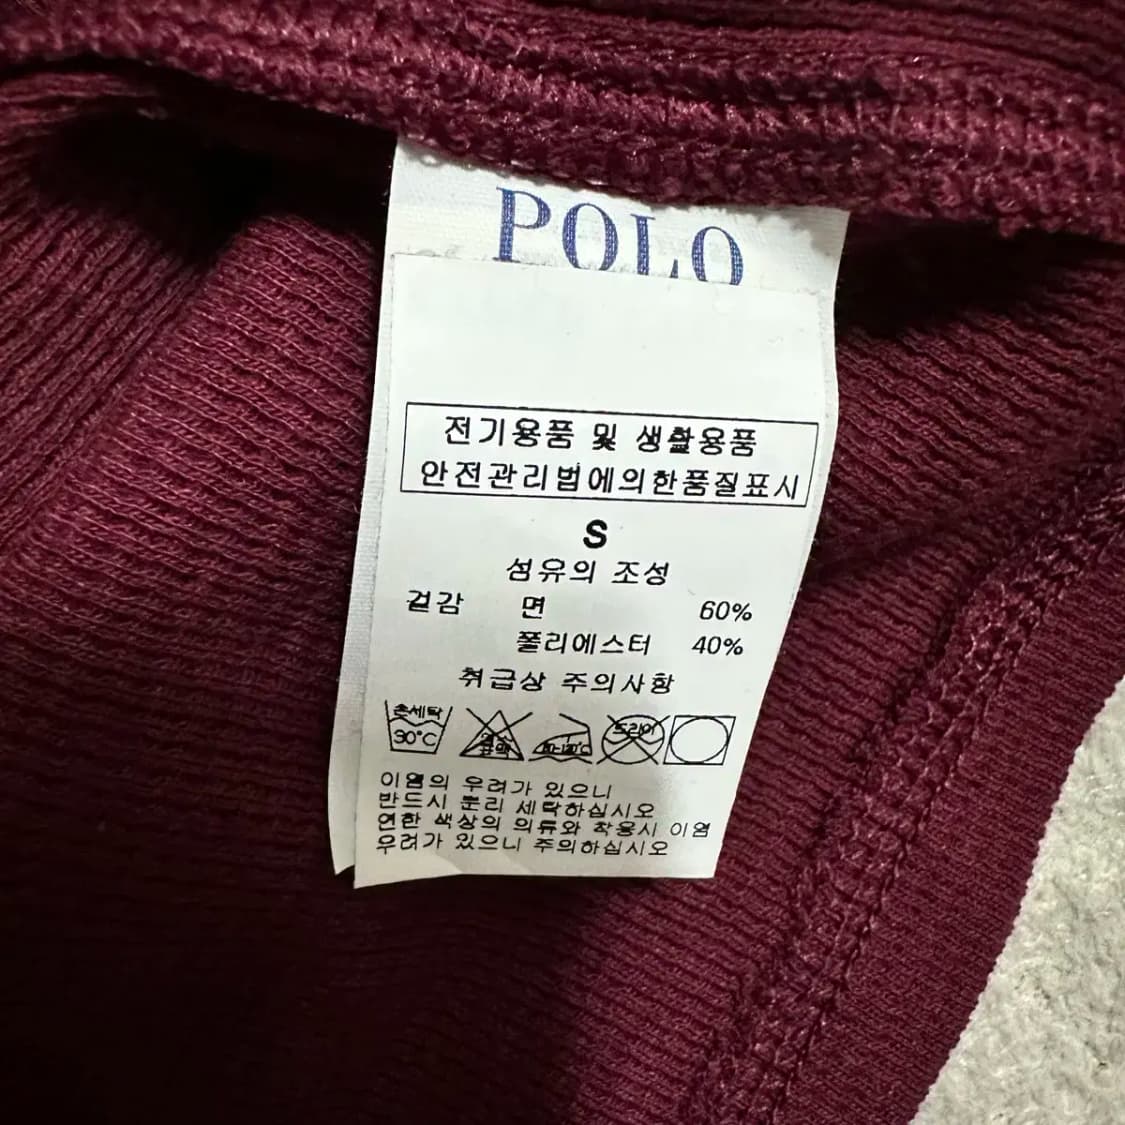 POLO
전기용품 및 생활용품
안전관리법에의한품질표시
S
섬유의 조성
겉감 면 60%
폴리에스터 40%
취급상 주의사항
손세탁
30°C
드라이
이염의 우려가 있으니
반드시 분리 세탁하십시오
연한 색상의 의류와 착용시 이염
우려가 있으니 주의하십시오